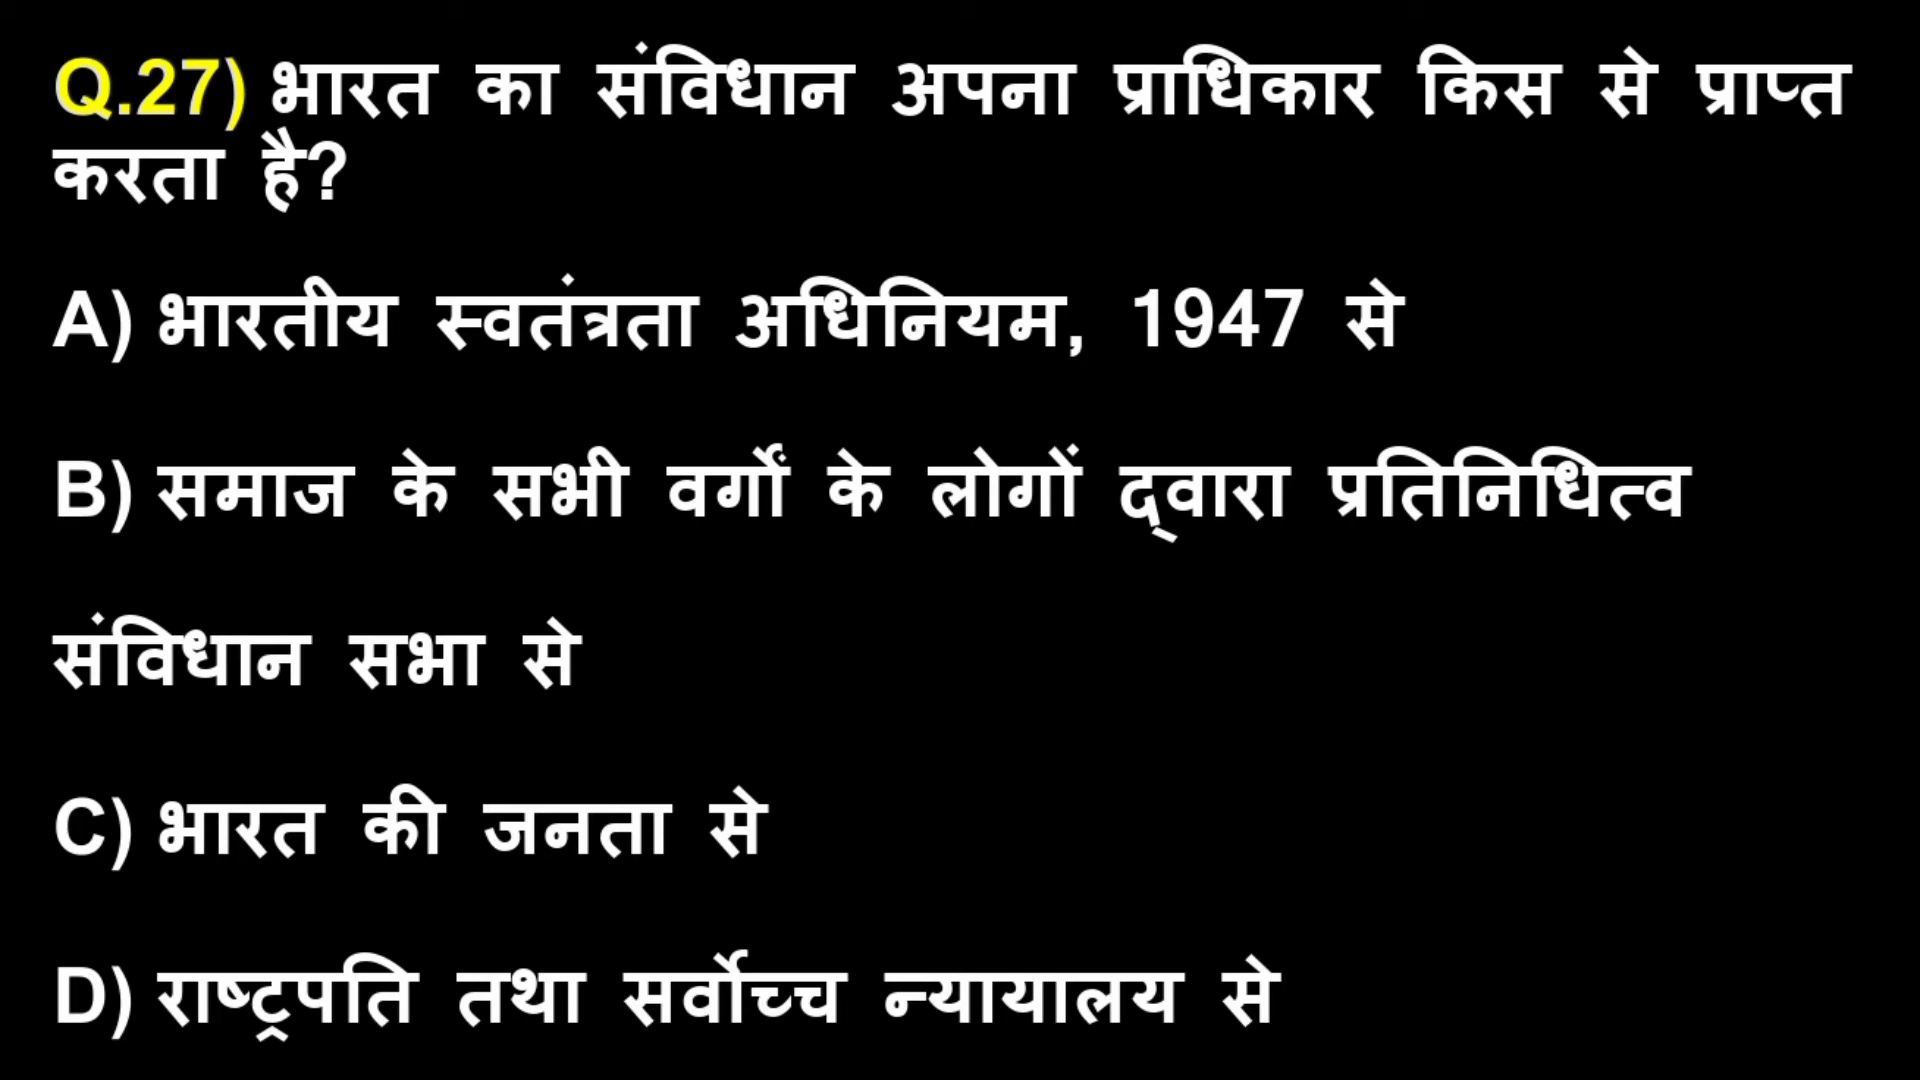 Q.27) भारत का संविधान अपना प्राधिकार किस से प्राप्त
करता है?
A) भारतीय स्वतंत्रता अधिनियम, 1947 से
B) समाज के सभी वर्गों के लोगों द्वारा प्रतिनिधित्व
संविधान सभा से
C) भारत की जनता से
D) राष्ट्रपति तथा सर्वोच्च न्यायालय से